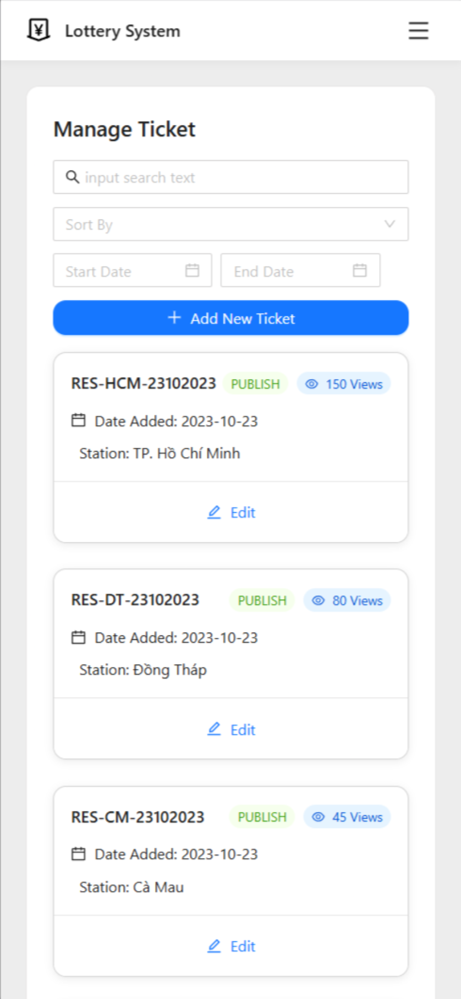 Lottery System
Manage Ticket
input search text
Sort By
Start Date End Date
+ Add New Ticket
RES-HCM-23102023 PUBLISH 150 Views
Date Added: 2023-10-23
Station: TP. Hồ Chí Minh
Edit
RES-DT-23102023 PUBLISH 80 Views
Date Added: 2023-10-23
Station: Đồng Tháp
Edit
RES-CM-23102023 PUBLISH 45 Views
Date Added: 2023-10-23
Station: Cà Mau
Edit